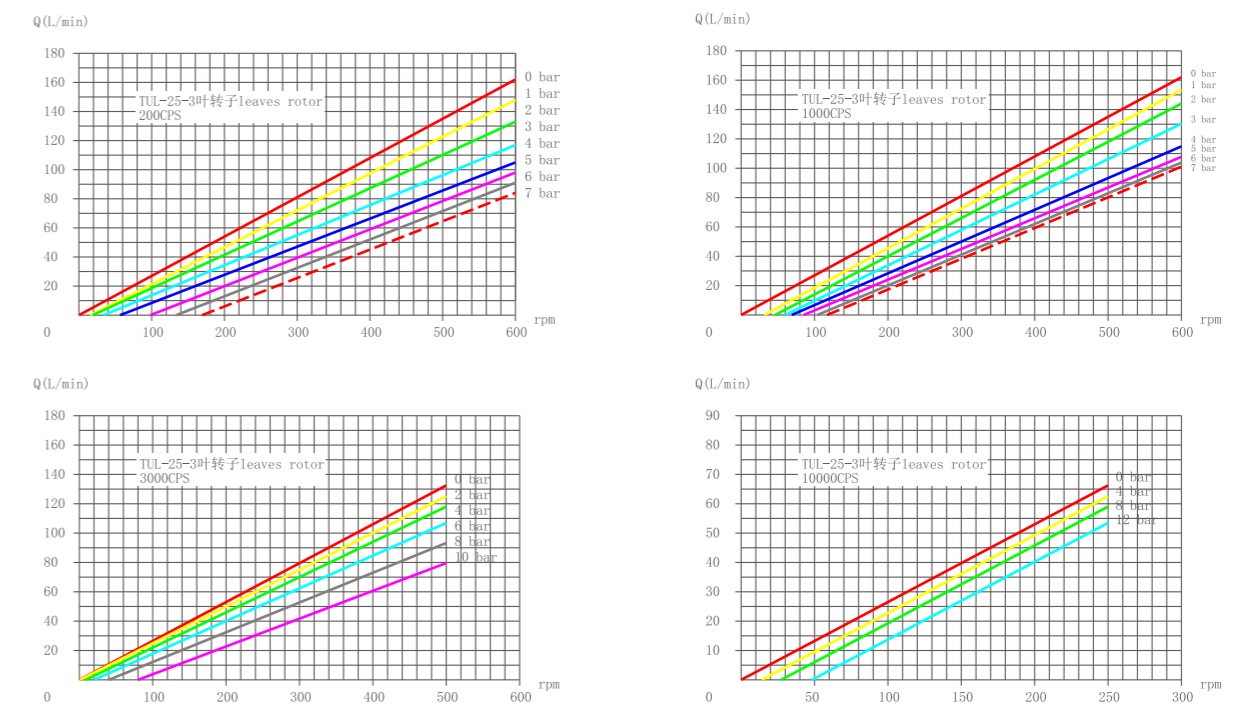 Q(L/min)
180
160
140
120
100
80
60
40
20
0
TUL-25-3叶转子leaves rotor
200CPS
0 bar
1 bar
2 bar
3 bar
4 bar
5 bar
6 bar
7 bar
100 200 300 400 500 600 rpm
Q(L/min)
180
160
140
120
100
80
60
40
20
0
TUL-25-3叶转子leaves rotor
1000CPS
0 bar
1 bar
2 bar
3 bar
4 bar
5 bar
6 bar
7 bar
100 200 300 400 500 600 rpm
Q(L/min)
180
160
140
120
100
80
60
40
20
0
TUL-25-3叶转子leaves rotor
3000CPS
0 bar
2 bar
4 bar
6 bar
8 bar
10 bar
100 200 300 400 500 600 rpm
Q(L/min)
90
80
70
60
50
40
30
20
10
0
TUL-25-3叶转子leaves rotor
10000CPS
0 bar
4 bar
8 bar
12 bar
50 100 150 200 250 300 rpm